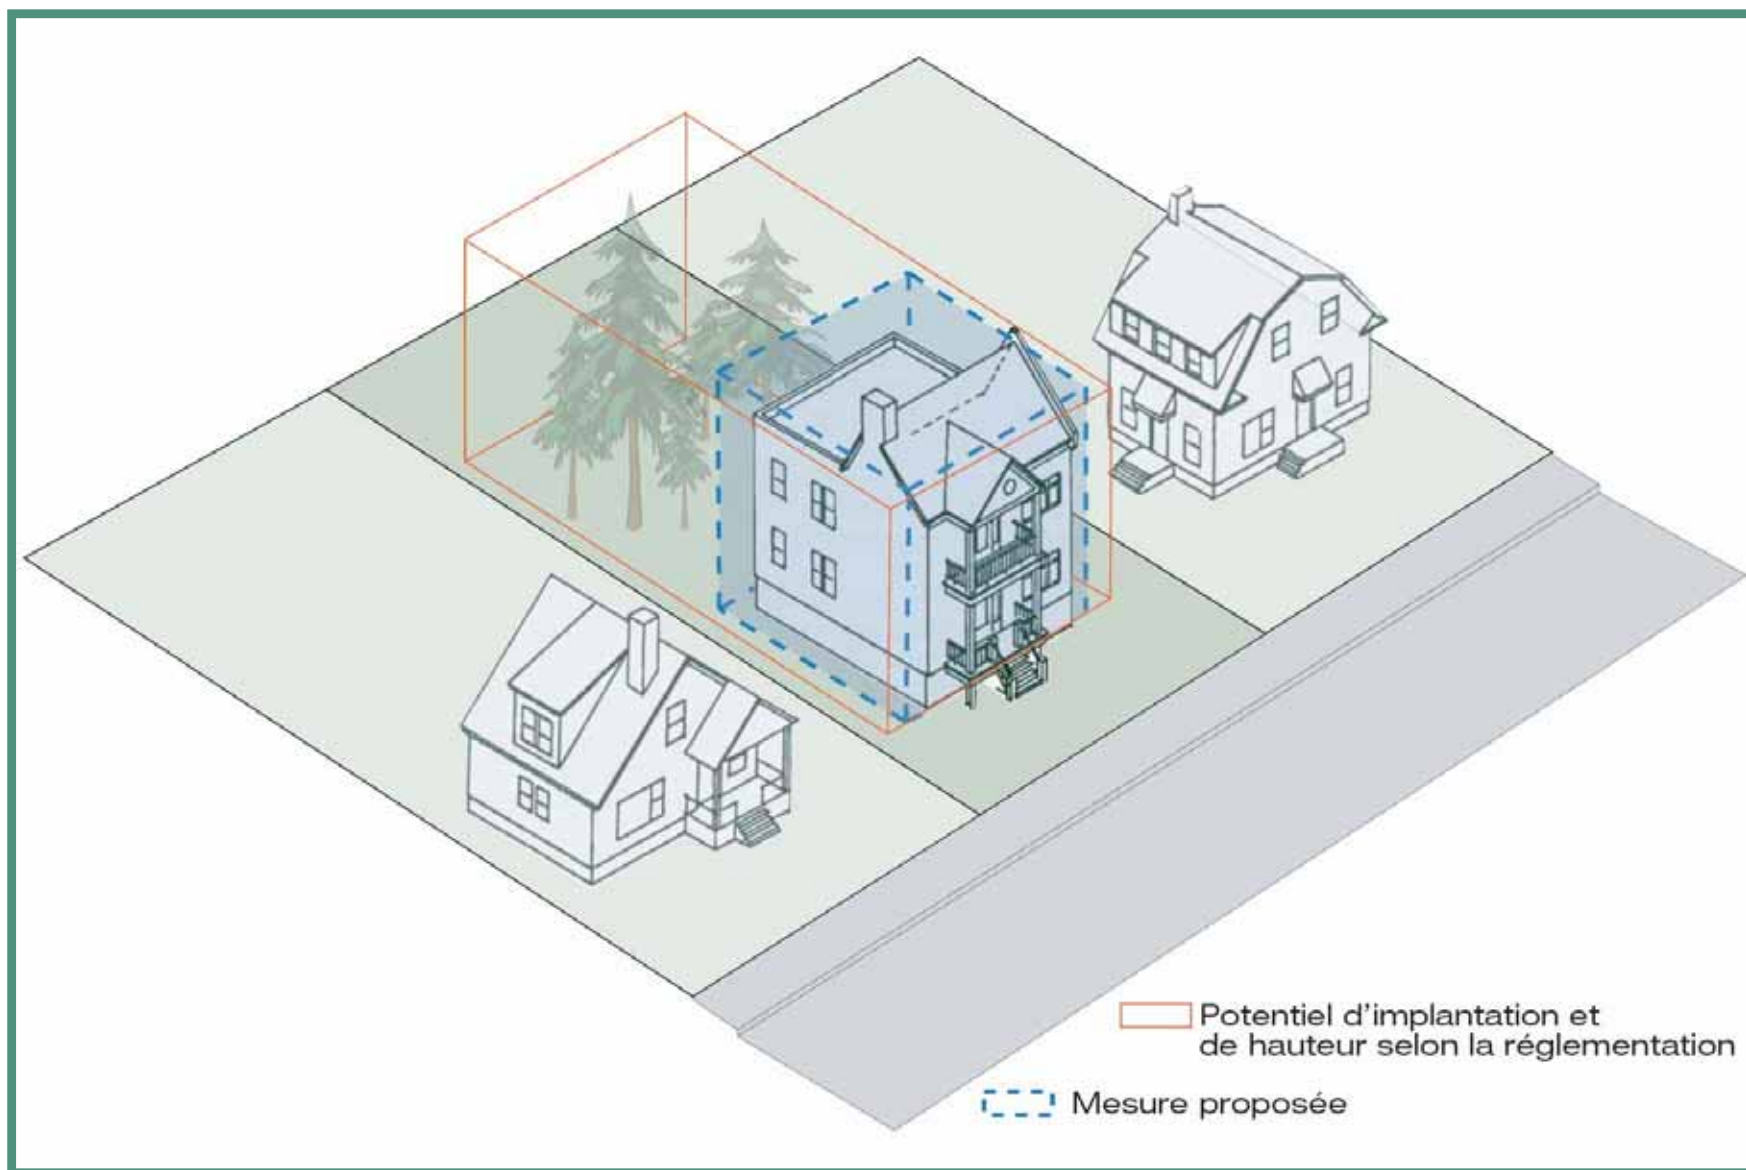 Potentiel d'implantation et
de hauteur selon la réglementation
Mesure proposée